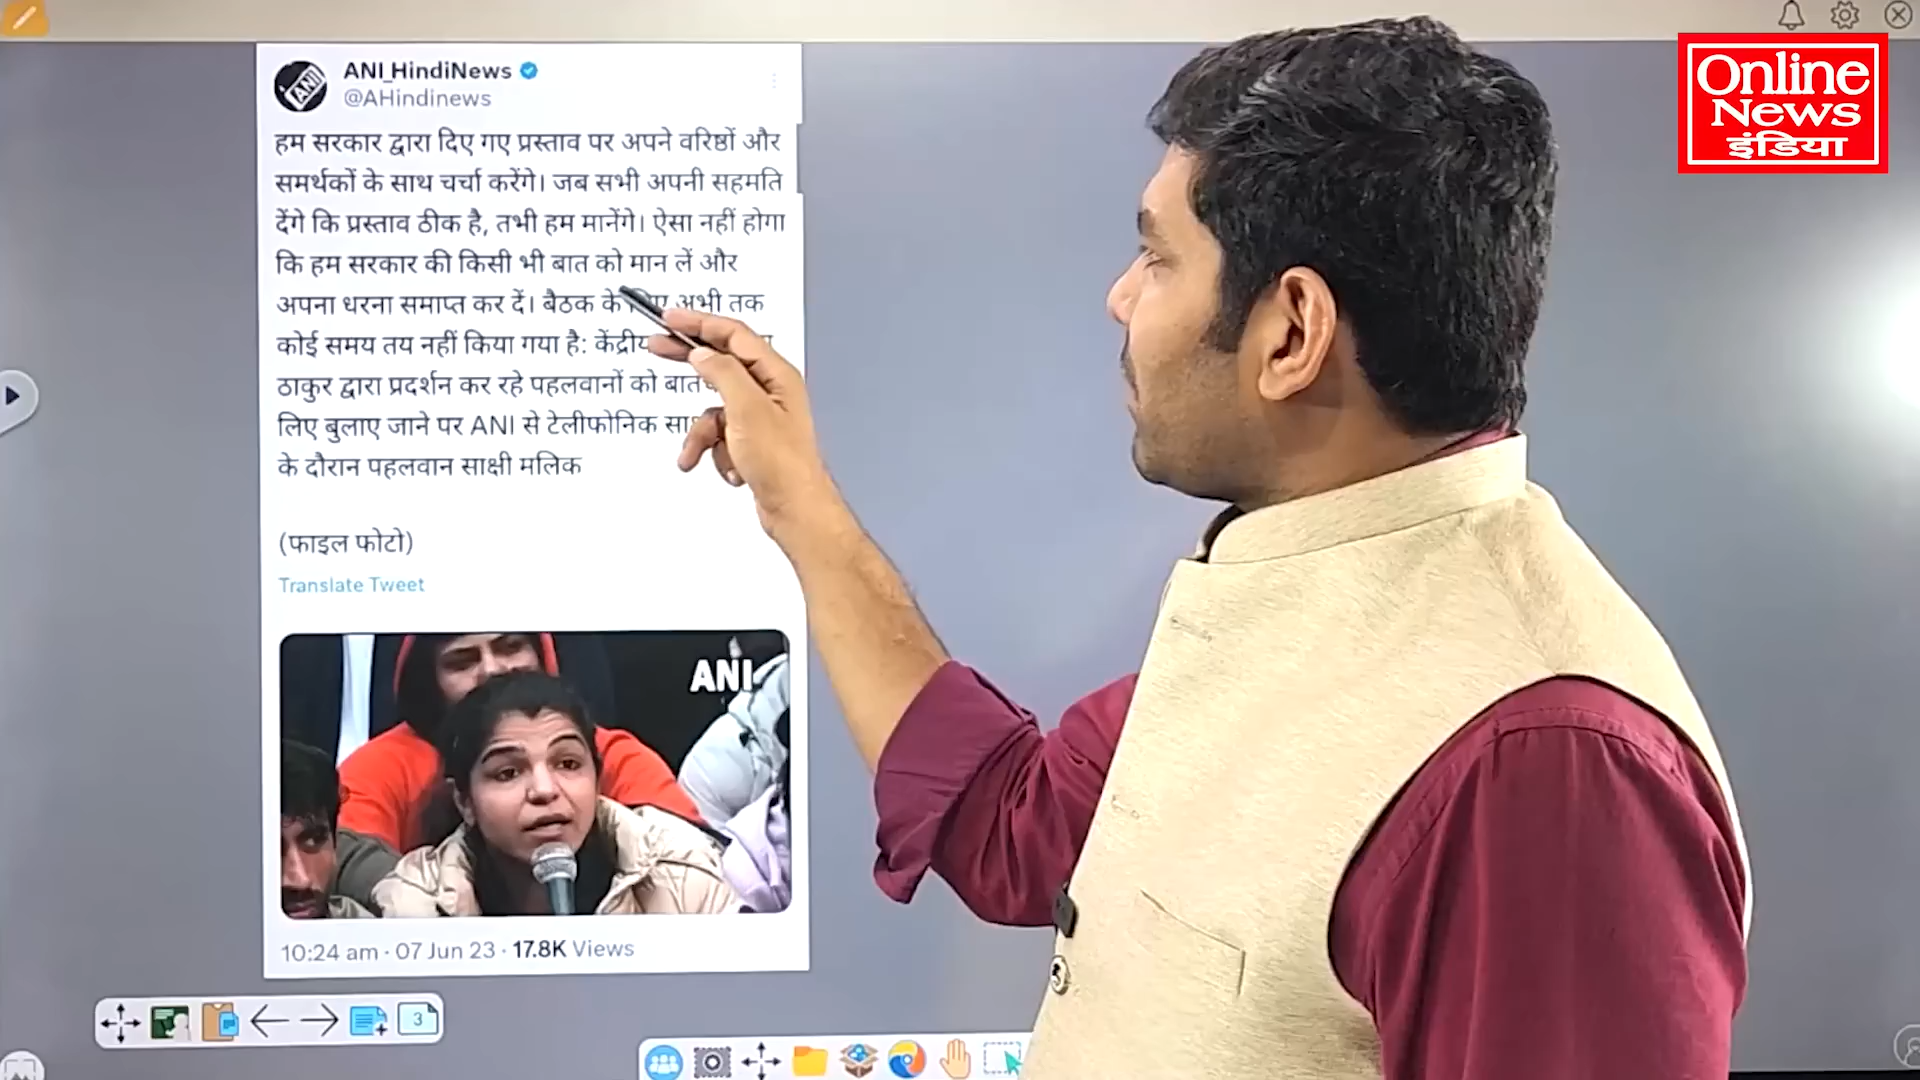 ANI_HindiNews
@AHindinews
हम सरकार द्वारा दिए गए प्रस्ताव पर अपने वरिष्ठों और
समर्थकों के साथ चर्चा करेंगे। जब सभी अपनी सहमति
देंगे कि प्रस्ताव ठीक है, तभी हम मानेंगे। ऐसा नहीं होगा
कि हम सरकार की किसी भी बात को मान लें और
अपना धरना समाप्त कर दें। बैठक के अभी तक
कोई समय तय नहीं किया गया है:
ठाकुर द्वारा प्रदर्शन कर रहे पहलवानों को
लिए बुलाए जाने पर ANI से टेलीफोनिक
के दौरान पहलवान साक्षी मलिक
(फाइल फोटो)
Translate Tweet
ANI
10:24 am · 07 Jun 23 · 17.8K Views
3
Online
News
इंडिया